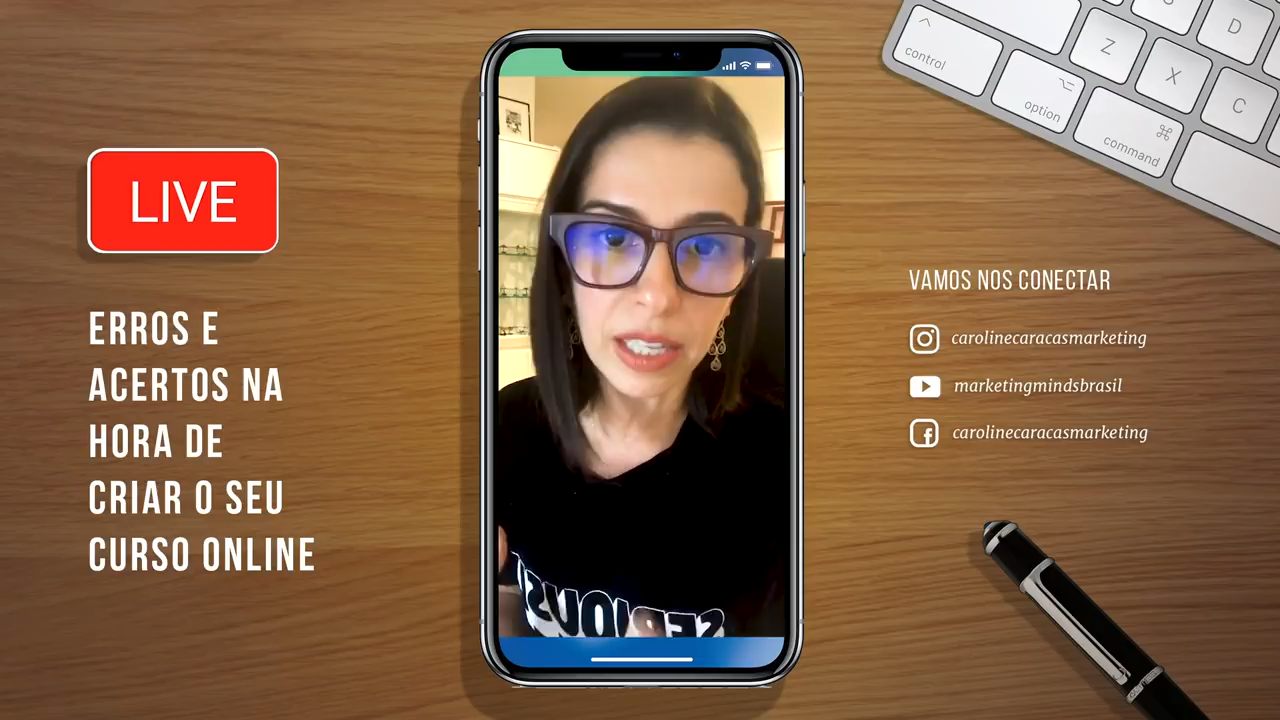 LIVE
ERROS E
ACERTOS NA
HORA DE
CRIAR O SEU
CURSO ONLINE
SERIOUS
VAMOS NOS CONECTAR
carolinecaracasmarketing
marketingmindsbrasil
carolinecaracasmarketing
control
option
command
Z
X
C
S
D